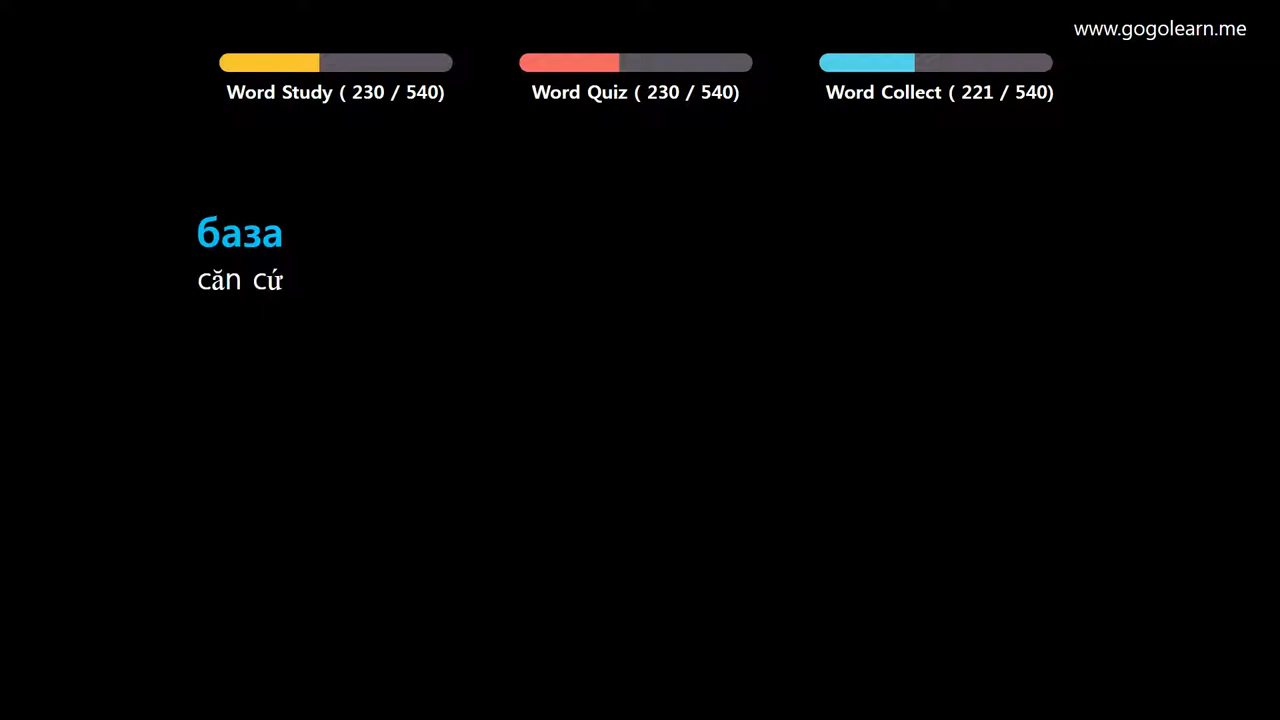 www.gogolearn.me
Word Study ( 230 / 540)
Word Quiz ( 230 / 540)
Word Collect ( 221 / 540)
база
căn cứ